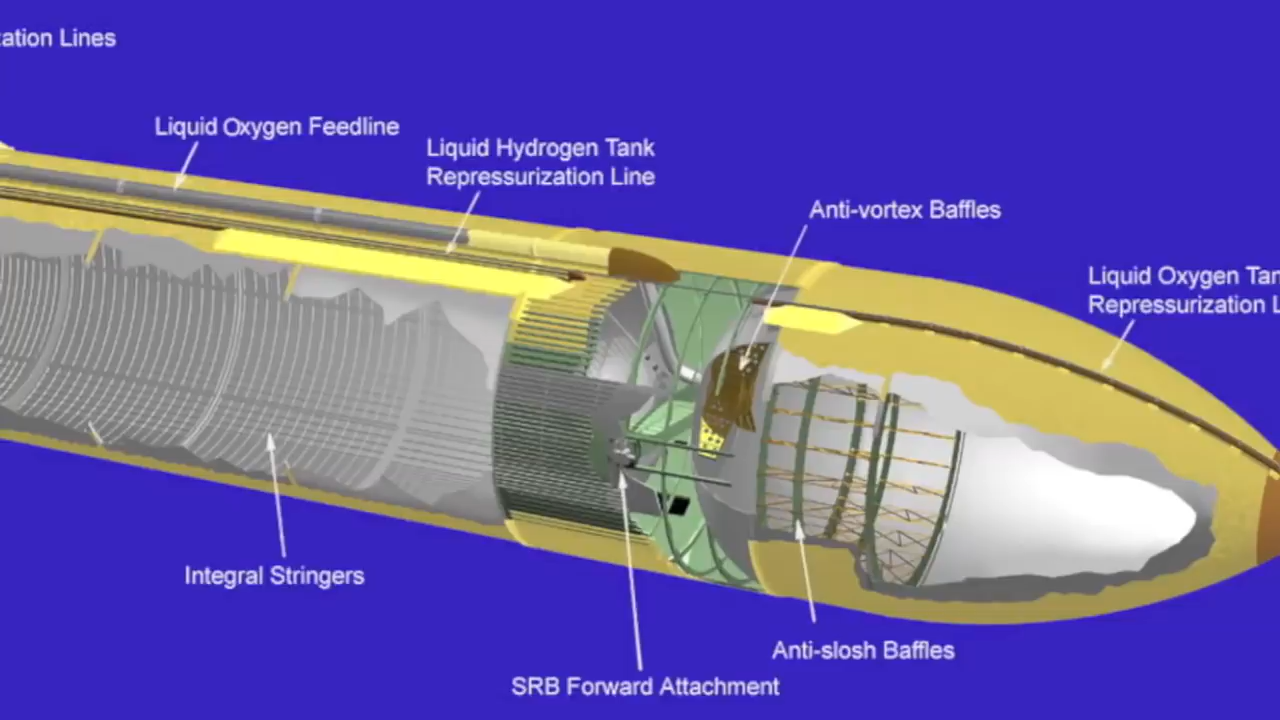 ation Lines
Liquid Oxygen Feedline
Liquid Hydrogen Tank
Repressurization Line
Anti-vortex Baffles
Liquid Oxygen Tan
Repressurization L
Integral Stringers
Anti-slosh Baffles
SRB Forward Attachment